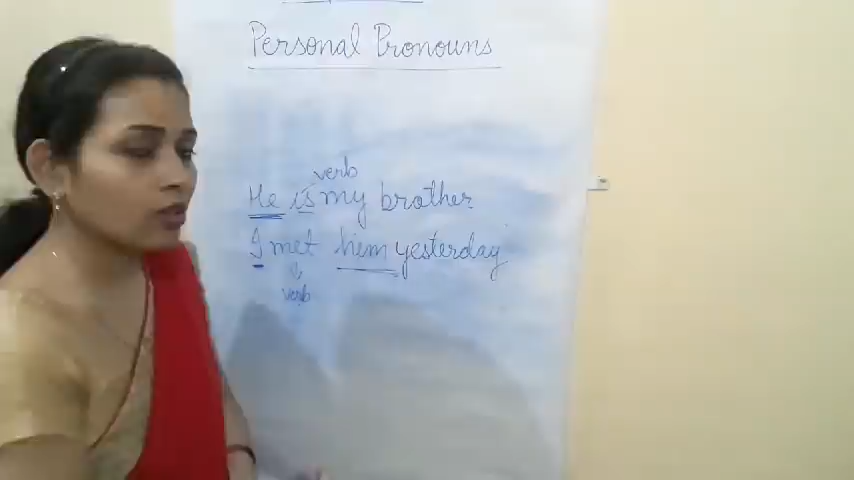 Personal Pronouns
verb
He is my brother.
I met him yesterday
verb